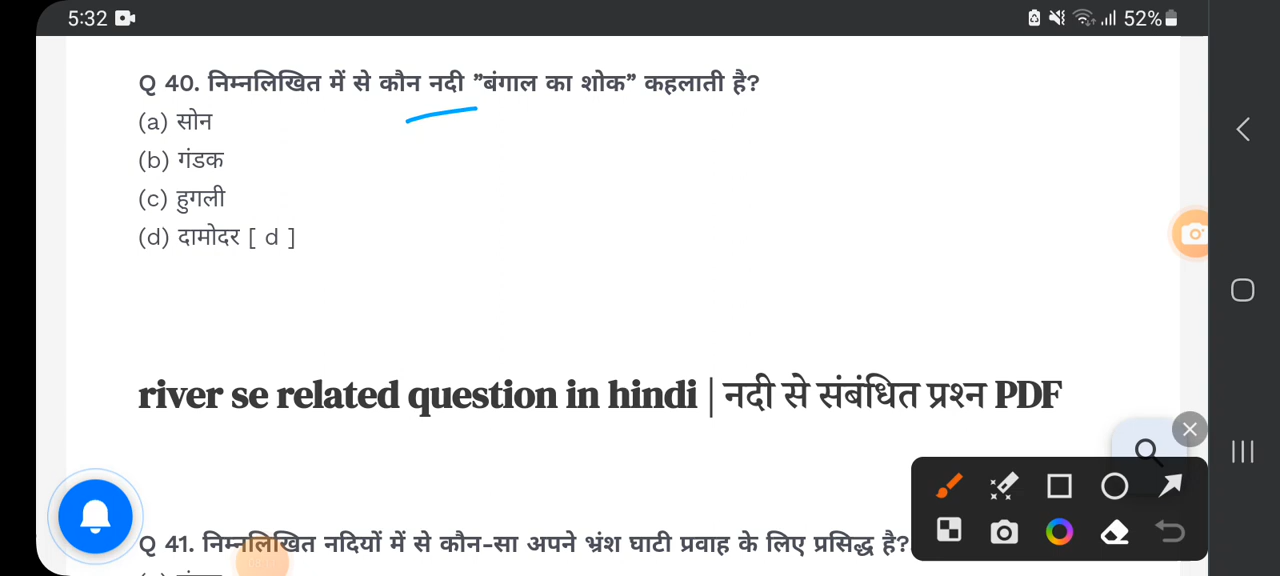 5:32
52%
Q 40. निम्नलिखित में से कौन नदी ”बंगाल का शोक” कहलाती है?
(a) सोन
(b) गंडक
(c) हुगली
(d) दामोदर [ d ]
river se related question in hindi | नदी से संबंधित प्रश्न PDF
Q 41. निम्नलिखित नदियों में से कौन-सा अपने भ्रंश घाटी प्रवाह के लिए प्रसिद्ध है?